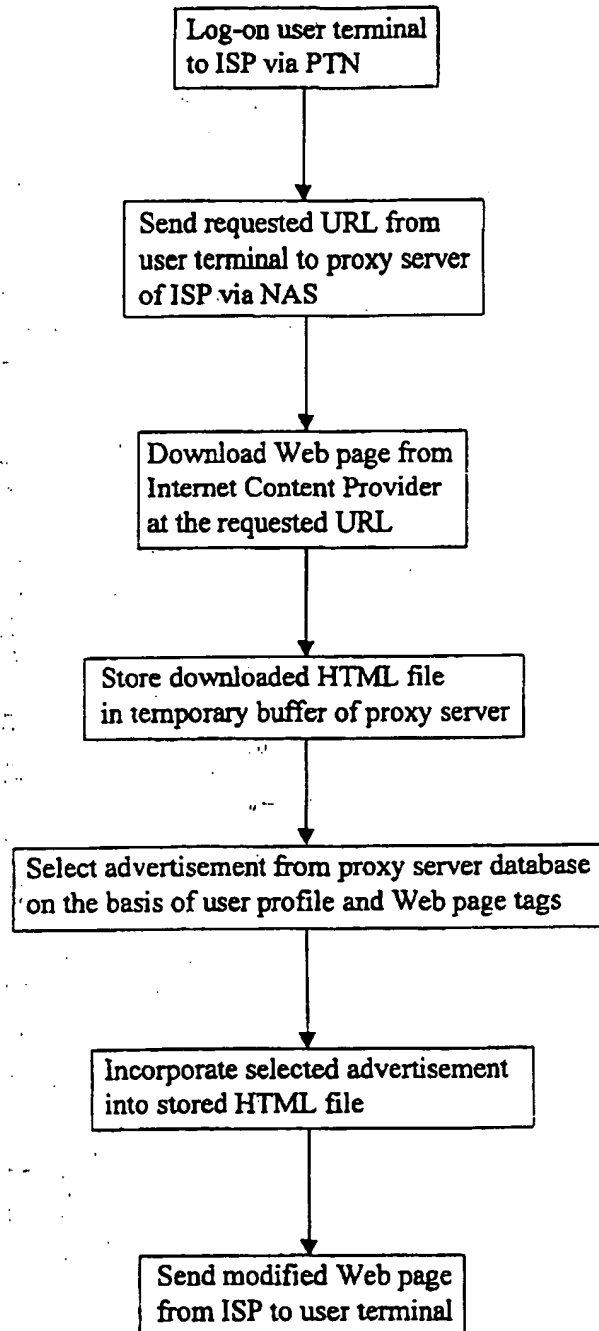 Log-on user terminal
to ISP via PTN
Send requested URL from
user terminal to proxy server
of ISP via NAS
Download Web page from
Internet Content Provider
at the requested URL
Store downloaded HTML file
in temporary buffer of proxy server
Select advertisement from proxy server database
on the basis of user profile and Web page tags
Incorporate selected advertisement
into stored HTML file
Send modified Web page
from ISP to user terminal